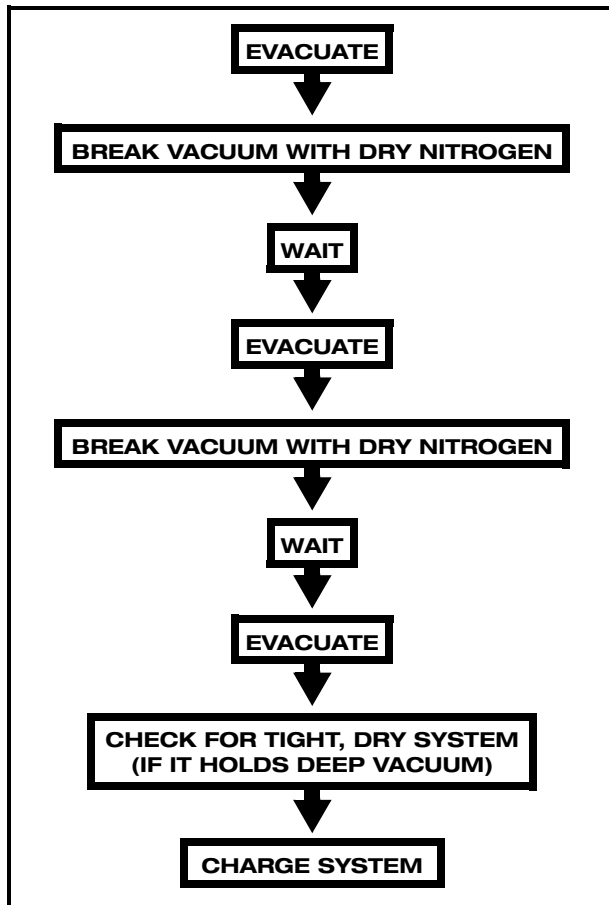 EVACUATE
BREAK VACUUM WITH DRY NITROGEN
WAIT
EVACUATE
BREAK VACUUM WITH DRY NITROGEN
WAIT
EVACUATE
CHECK FOR TIGHT, DRY SYSTEM
(IF IT HOLDS DEEP VACUUM)
CHARGE SYSTEM